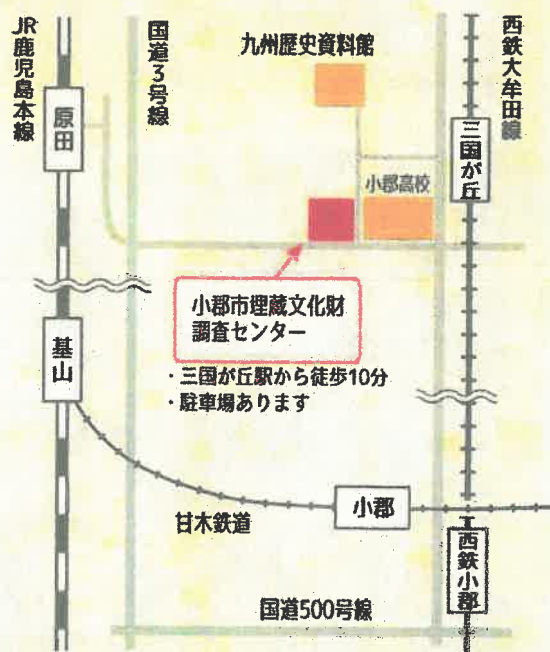 JR鹿児島本線
国道3号線
九州歴史資料館
西鉄大牟田線
原田
三国が丘
小郡高校
小郡市埋蔵文化財
調査センター
・三国が丘駅から徒歩10分
・駐車場あります
基山
甘木鉄道
小郡
西鉄小郡
国道500号線